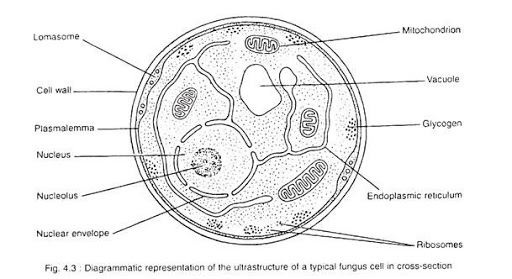 Lomasome
Cell wall
Plasmalemma
Nucleus
Nucleolus
Nuclear envelope
Mitochondrion
Vacuole
Glycogen
Endoplasmic reticulum
Ribosomes
Fig. 4.3 : Diagrammatic representation of the ultrastructure of a typical fungus cell in cross-section